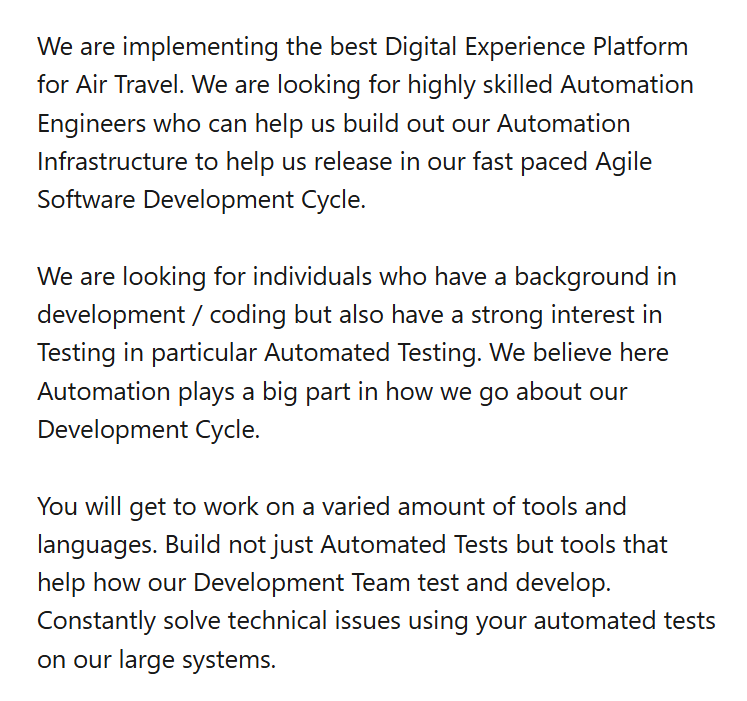 We are implementing the best Digital Experience Platform
for Air Travel. We are looking for highly skilled Automation
Engineers who can help us build out our Automation
Infrastructure to help us release in our fast paced Agile
Software Development Cycle.
We are looking for individuals who have a background in
development / coding but also have a strong interest in
Testing in particular Automated Testing. We believe here
Automation plays a big part in how we go about our
Development Cycle.
You will get to work on a varied amount of tools and
languages. Build not just Automated Tests but tools that
help how our Development Team test and develop.
Constantly solve technical issues using your automated tests
on our large systems.